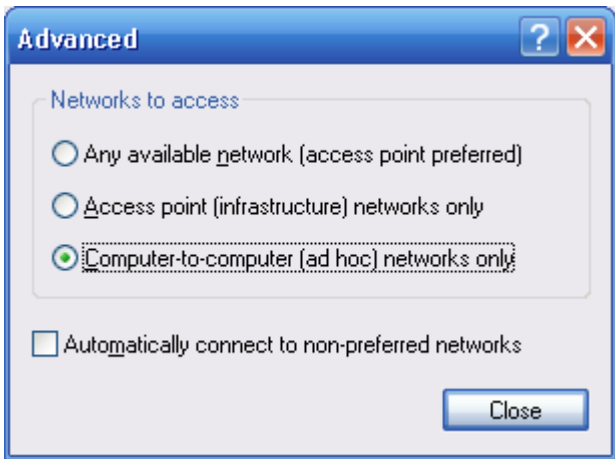 Advanced
Networks to access
Any available network (access point preferred)
Access point (infrastructure) networks only
Computer-to-computer (ad hoc) networks only
Automatically connect to non-preferred networks
Close